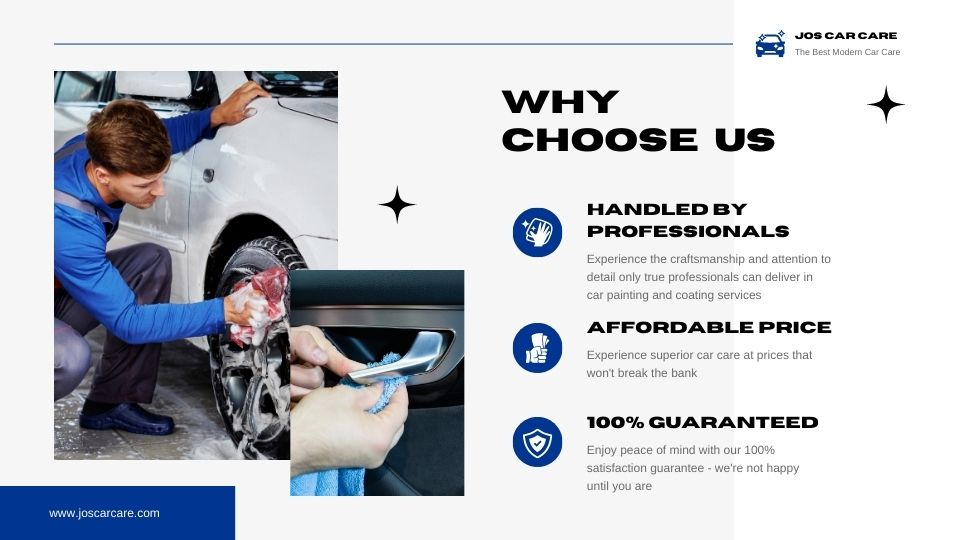 JOS CAR CARE
The Best Modern Car Care
WHY
CHOOSE US
HANDLED BY
PROFESSIONALS
Experience the craftsmanship and attention to
detail only true professionals can deliver in
car painting and coating services
AFFORDABLE PRICE
Experience superior car care at prices that
won't break the bank
100% GUARANTEED
Enjoy peace of mind with our 100%
satisfaction guarantee - we're not happy
until you are
www.joscarcare.com